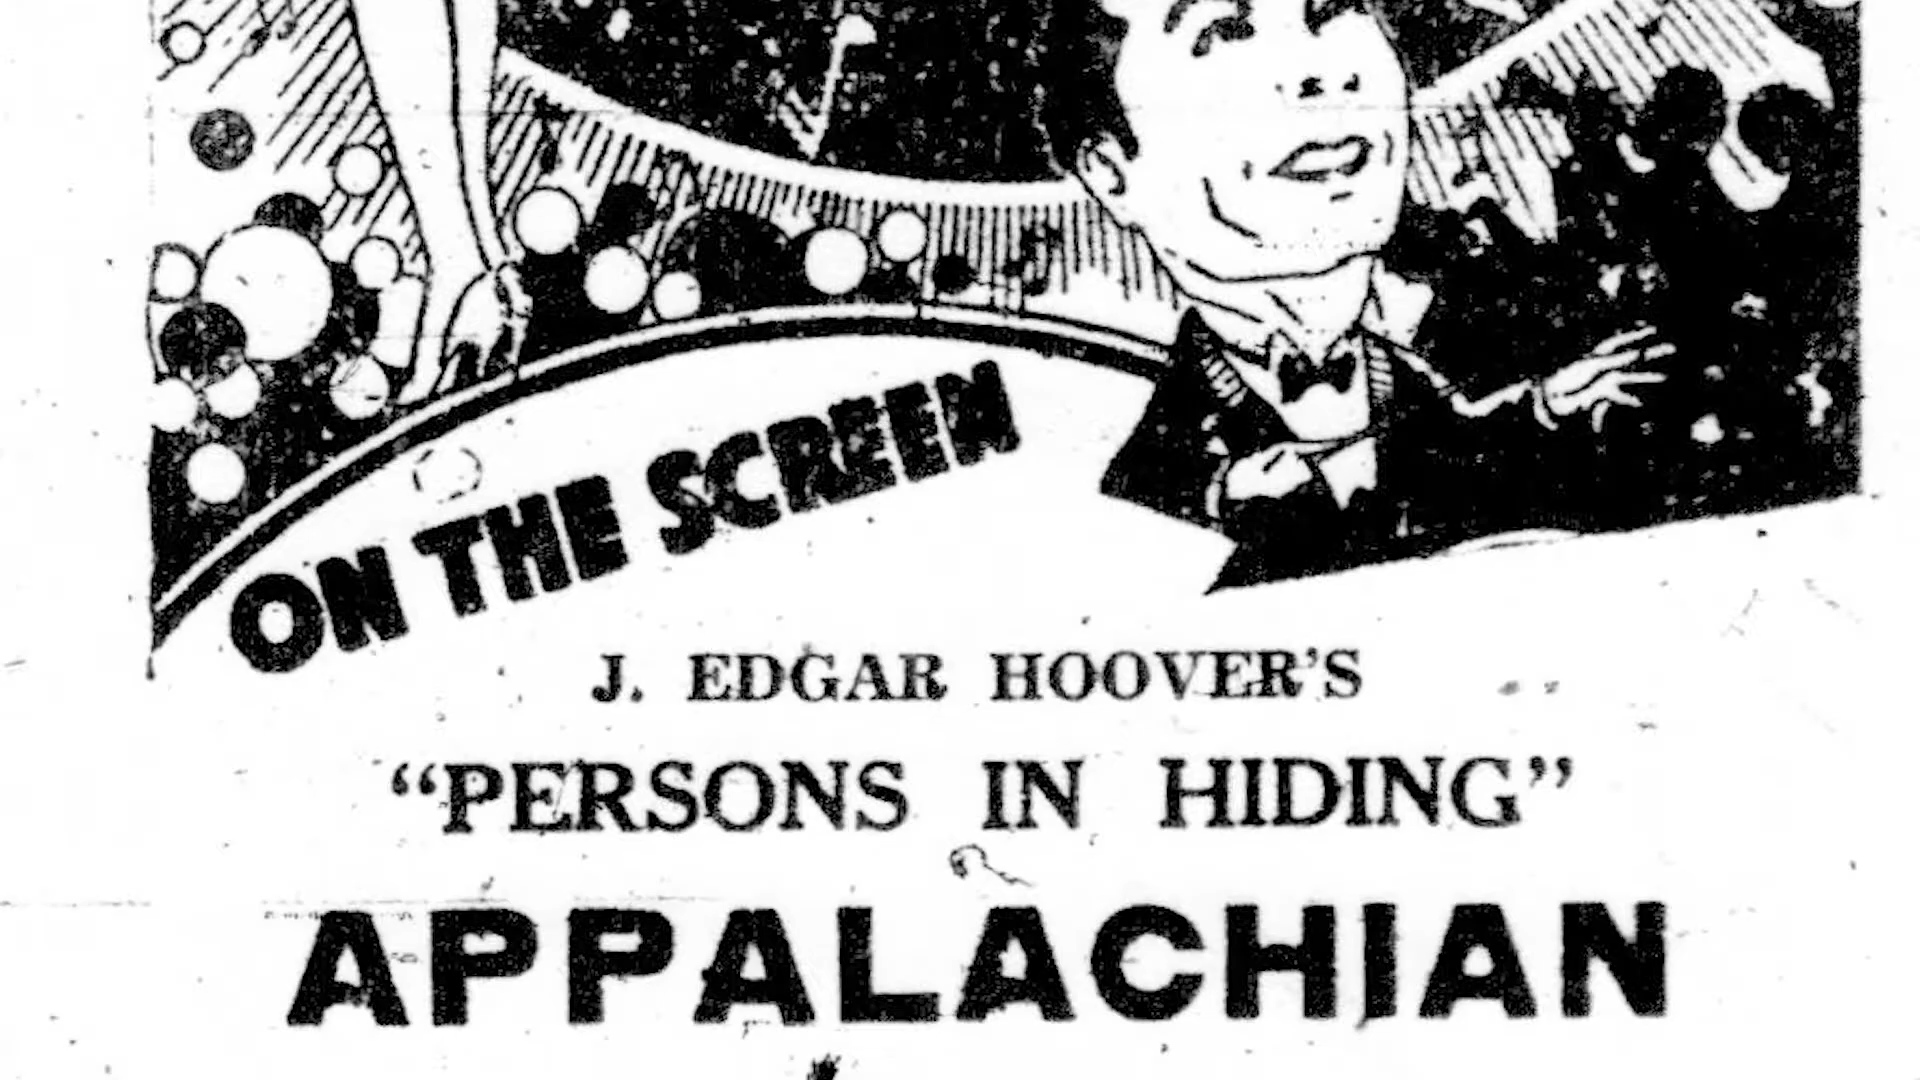 ON THE SCREEN
J. EDGAR HOOVER'S
“PERSONS IN HIDING”
APPALACHIAN